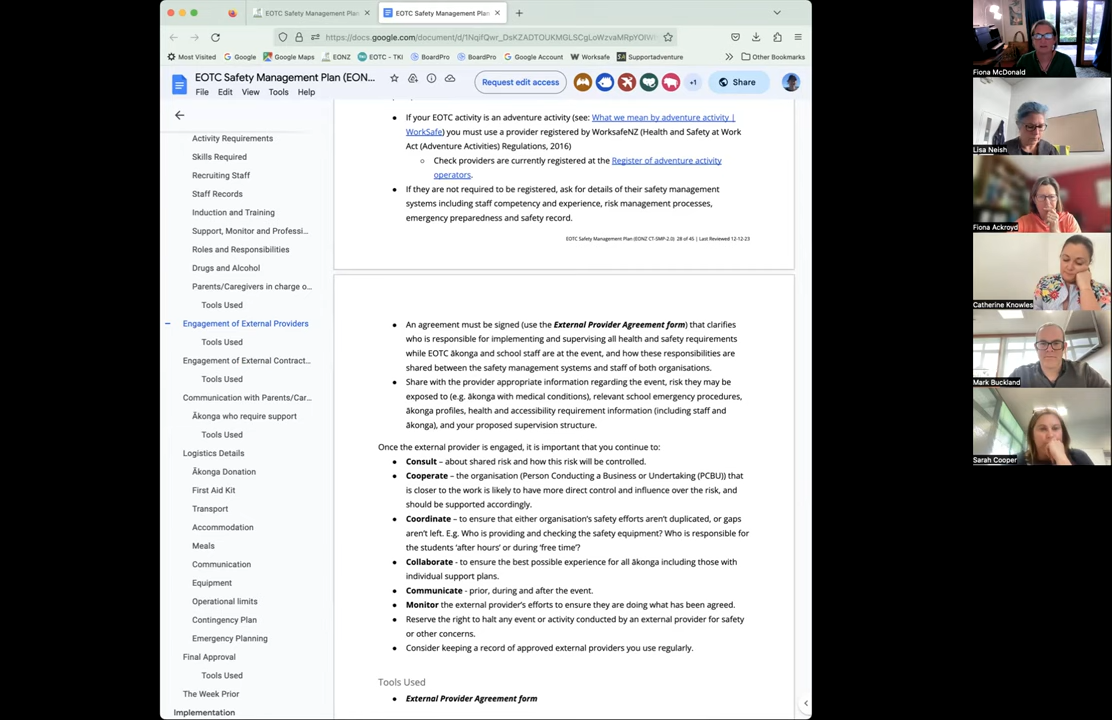 EOTC Safety Management Plan
EOTC Safety Management Plan
https://docs.google.com/document/d/
Most Visited
Google
Google Maps
EONZ
EOTC - TKI
BoardPro
BoardPro
Google Account
Worksafe
Supportadventure
Other Bookmarks
EOTC Safety Management Plan (EON...
File Edit View Tools Help
Request edit access
+1
Share
Activity Requirements
Skills Required
Recruiting Staff
Staff Records
Induction and Training
Support, Monitor and Professi...
Roles and Responsibilities
Drugs and Alcohol
Parents/Caregivers in charge o...
Tools Used
Engagement of External Providers
Tools Used
Engagement of External Contract...
Tools Used
Communication with Parents/Car...
Ākonga who require support
Tools Used
Logistics Details
Ākonga Donation
First Aid Kit
Transport
Accommodation
Meals
Communication
Equipment
Operational limits
Contingency Plan
Emergency Planning
Final Approval
Tools Used
The Week Prior
Implementation
If your EOTC activity is an adventure activity (see: What we mean by adventure activity |
WorkSafe) you must use a provider registered by WorksafeNZ (Health and Safety at Work
Act (Adventure Activities) Regulations, 2016)
Check providers are currently registered at the Register of adventure activity
operators.
If they are not required to be registered, ask for details of their safety management
systems including staff competency and experience, risk management processes,
emergency preparedness and safety record.
EOTC Safety Management Plan (EONZ CT-SMP-2.0) 28 of 45 | Last Reviewed 12-12-23
An agreement must be signed (use the External Provider Agreement form) that clarifies
who is responsible for implementing and supervising all health and safety requirements
while EOTC ākonga and school staff are at the event, and how these responsibilities are
shared between the safety management systems and staff of both organisations.
Share with the provider appropriate information regarding the event, risk they may be
exposed to (e.g. ākonga with medical conditions), relevant school emergency procedures,
ākonga profiles, health and accessibility requirement information (including staff and
ākonga), and your proposed supervision structure.
Once the external provider is engaged, it is important that you continue to:
Consult – about shared risk and how this risk will be controlled.
Cooperate – the organisation (Person Conducting a Business or Undertaking (PCBU)) that
is closer to the work is likely to have more direct control and influence over the risk, and
should be supported accordingly.
Coordinate – to ensure that either organisation's safety efforts aren't duplicated, or gaps
aren't left. E.g. Who is providing and checking the safety equipment? Who is responsible for
the students 'after hours' or during 'free time'?
Collaborate - to ensure the best possible experience for all ākonga including those with
individual support plans.
Communicate - prior, during and after the event.
Monitor the external provider's efforts to ensure they are doing what has been agreed.
Reserve the right to halt any event or activity conducted by an external provider for safety
or other concerns.
Consider keeping a record of approved external providers you use regularly.
Tools Used
External Provider Agreement form
Fiona McDonald
Lisa Neish
Fiona Ackroyd
Catherine Knowles
Mark Buckland
Sarah Cooper